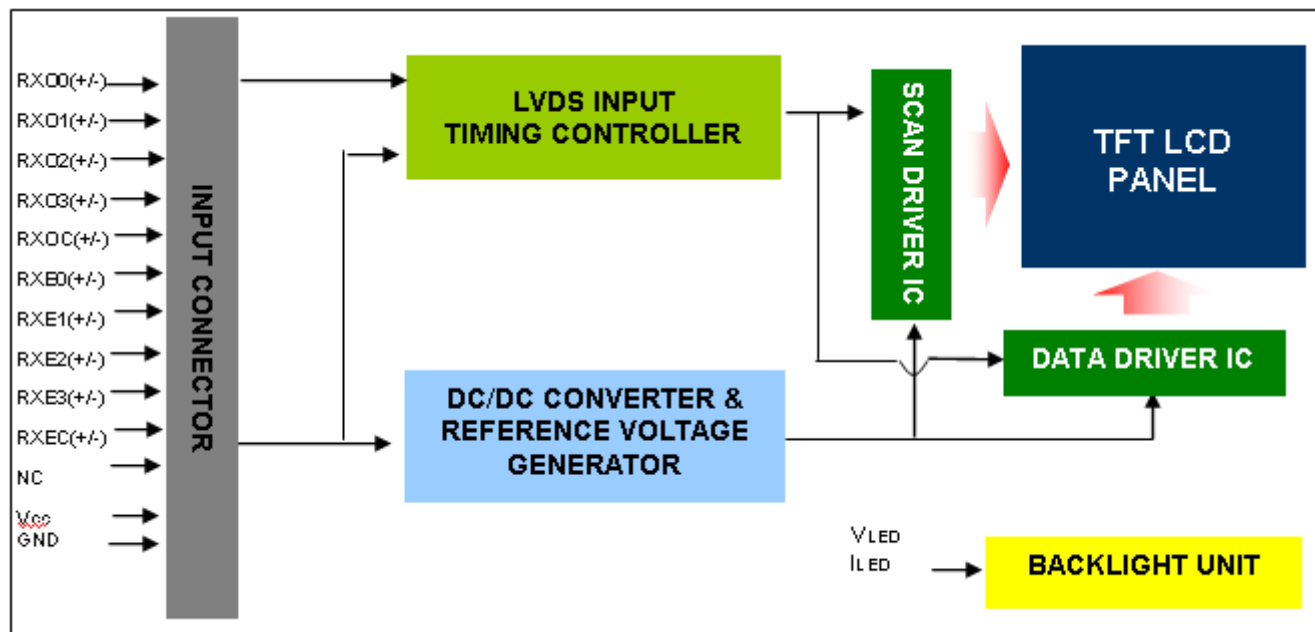 RXO0(+/-)
RXO1(+/-)
RXO2(+/-)
RXO3(+/-)
RXOC(+/-)
RXE0(+/-)
RXE1(+/-)
RXE2(+/-)
RXE3(+/-)
RXEC(+/-)
NC
Vcc
GND
INPUT CONNECTOR
LVDS INPUT
TIMING CONTROLLER
DC/DC CONVERTER &
REFERENCE VOLTAGE
GENERATOR
SCAN DRIVER IC
TFT LCD
PANEL
DATA DRIVER IC
VLED
ILED
BACKLIGHT UNIT